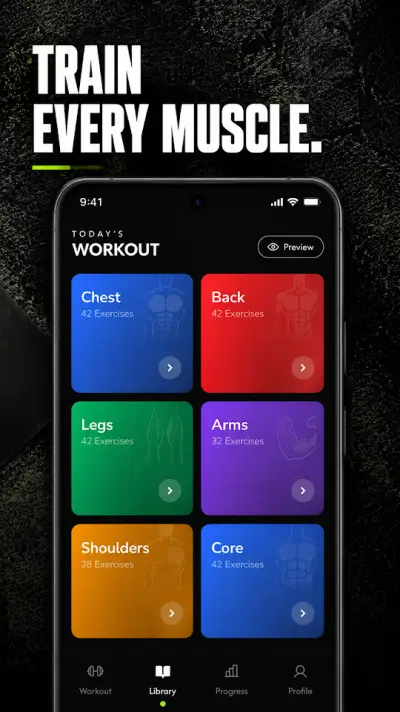 TRAIN
EVERY MUSCLE.
9:41
TODAY'S
WORKOUT
Preview
Chest
42 Exercises
Back
42 Exercises
Legs
42 Exercises
Arms
32 Exercises
Shoulders
28 Exercises
Core
42 Exercises
Workout
Library
Progress
Profile